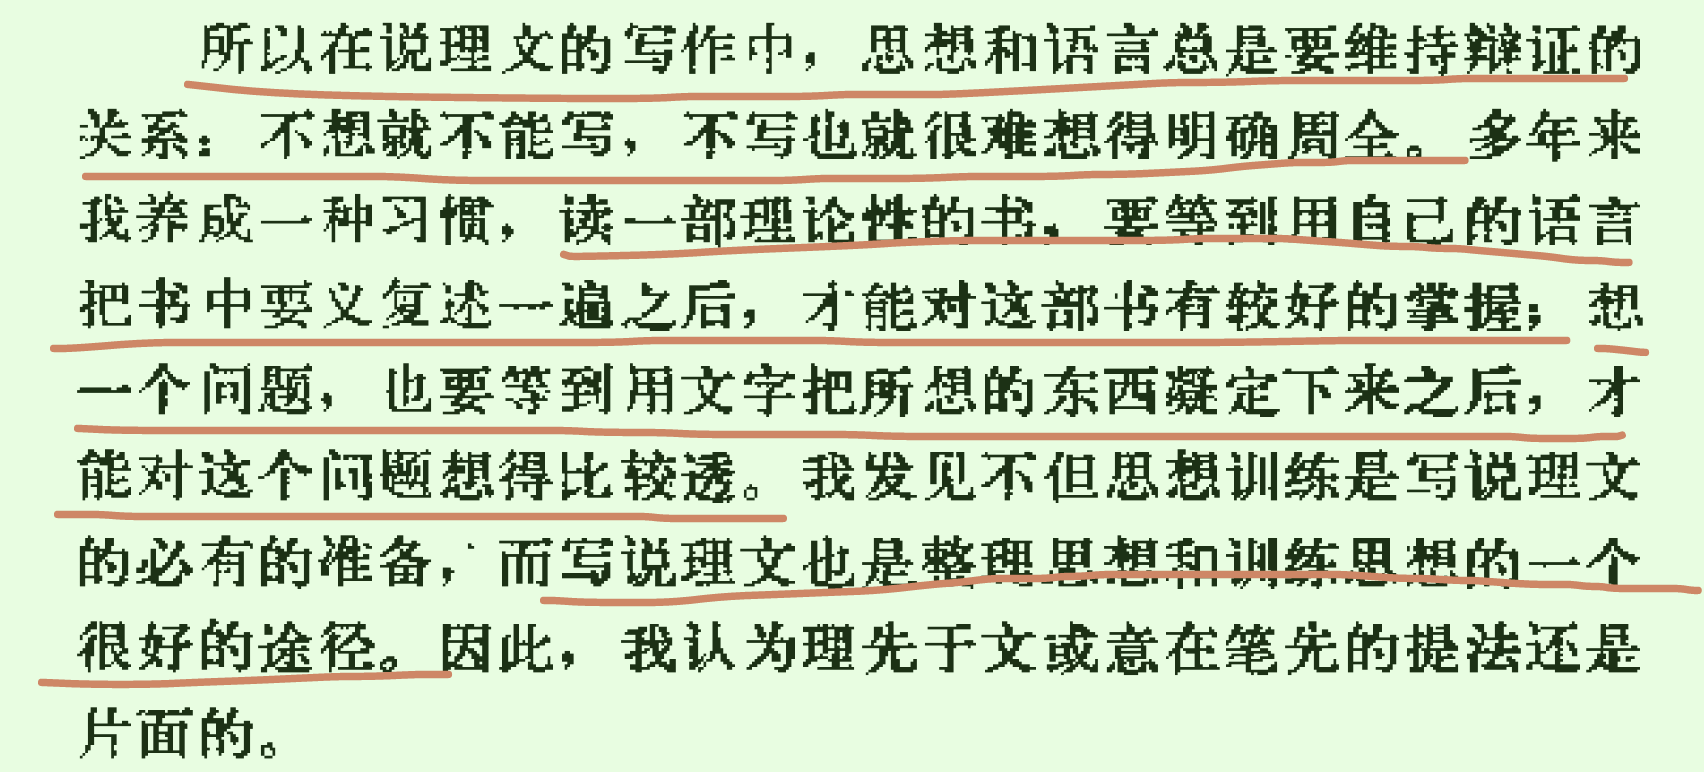 所以在说理文的写作中，思想和语言总是要维持辩证的
关系：不想就不能写，不写也就很难想得明确周全。多年来
我养成一种习惯，读一部理论性的书，要等到用自己的语言
把书中要义复述一遍之后，才能对这部书有较好的掌握；想
一个问题，也要等到用文字把所想的东西凝定下来之后，才
能对这个问题想得比较透。我发见不但思想训练是写说理文
的必有的准备，而写说理文也是整理思想和训练思想的一个
很好的途径。因此，我认为理先于文或意在笔先的提法还是
片面的。